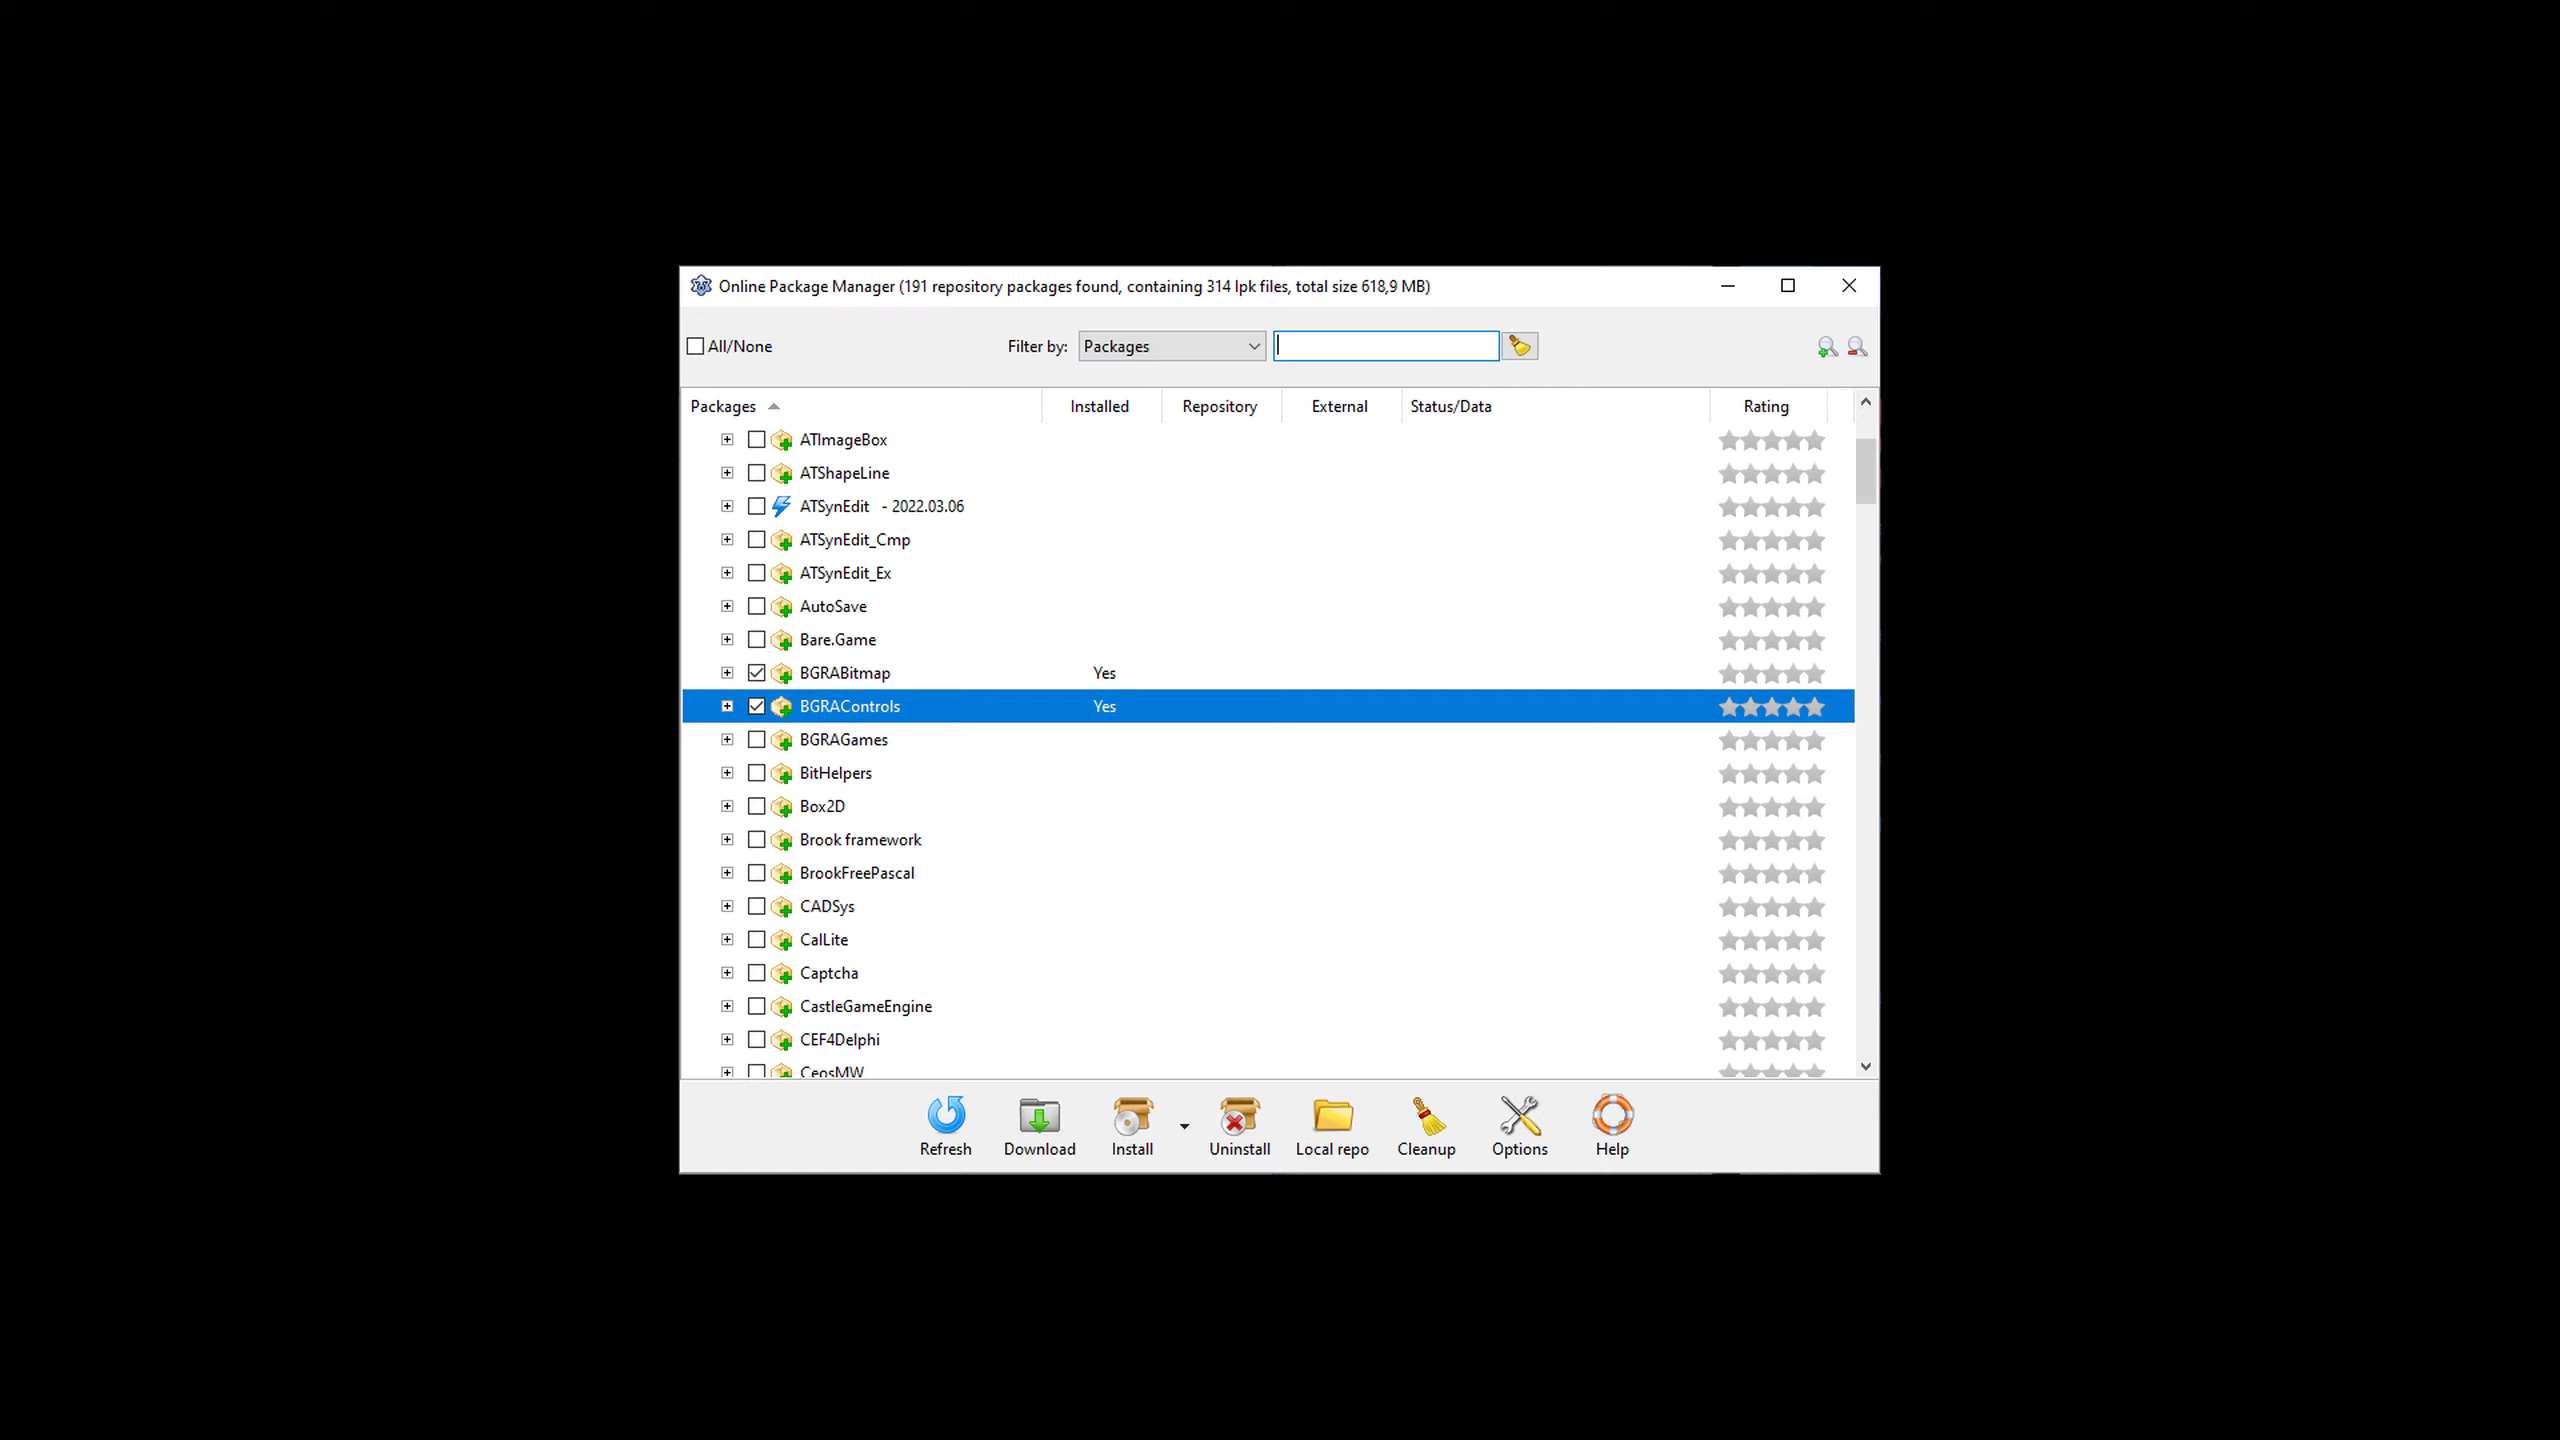 Online Package Manager (191 repository packages found, containing 314 lpk files, total size 618,9 MB)
All/None Filter by: Packages
Packages Installed Repository External Status/Data Rating
ATImageBox
ATShapeLine
ATSynEdit - 2022.03.06
ATSynEdit_Cmp
ATSynEdit_Ex
AutoSave
Bare.Game
BGRABitmap Yes
BGRAControls Yes
BGRAGames
BitHelpers
Box2D
Brook framework
BrookFreePascal
CADSys
CalLite
Captcha
CastleGameEngine
CEF4Delphi
CeosMW
Refresh Download Install Uninstall Local repo Cleanup Options Help